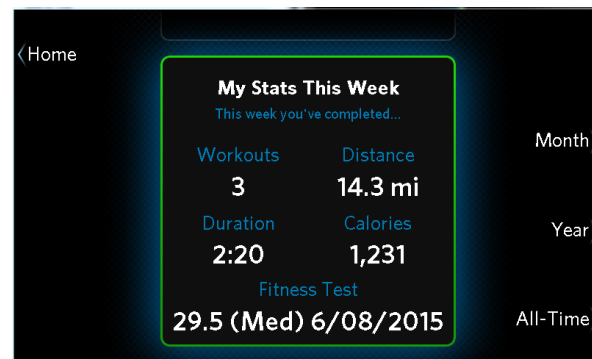 Home
My Stats This Week
This week you've completed...
Workouts Distance
3 14.3 mi
Duration Calories
2:20 1,231
Fitness Test
29.5 (Med) 6/08/2015
Month
Year
All-Time